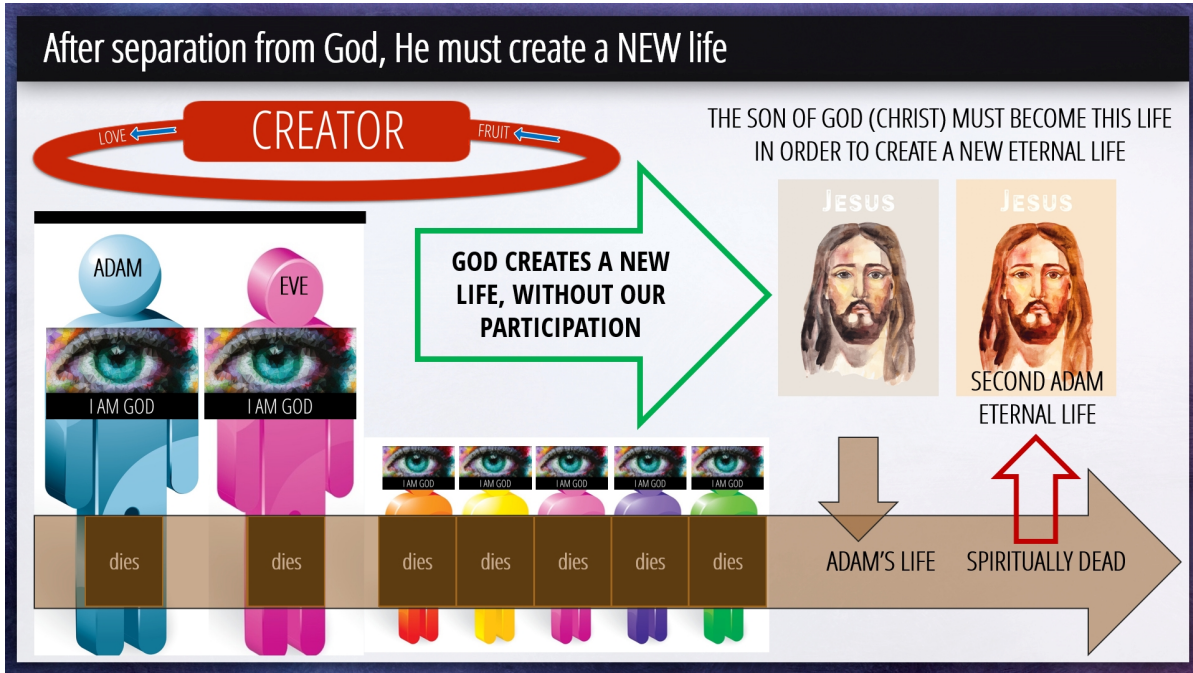 After separation from God, He must create a NEW life
LOVE
CREATOR
FRUIT
THE SON OF GOD (CHRIST) MUST BECOME THIS LIFE
IN ORDER TO CREATE A NEW ETERNAL LIFE
ADAM
EVE
I AM GOD
I AM GOD
GOD CREATES A NEW
LIFE, WITHOUT OUR
PARTICIPATION
JESUS
JESUS
SECOND ADAM
ETERNAL LIFE
I AM GOD
I AM GOD
I AM GOD
I AM GOD
I AM GOD
dies
dies
dies
dies
dies
dies
dies
ADAM'S LIFE
SPIRITUALLY DEAD